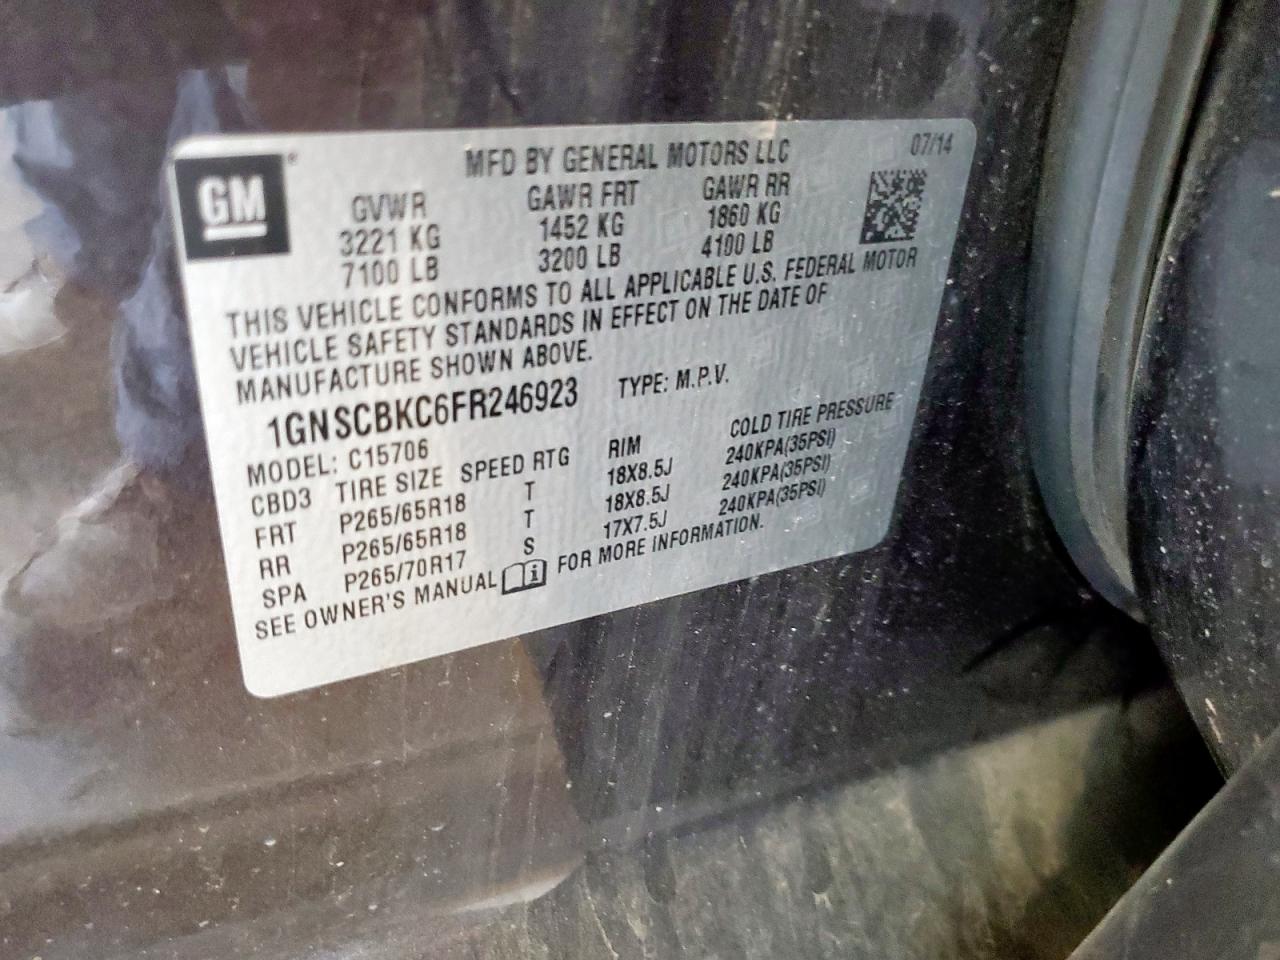 GM
MFD BY GENERAL MOTORS LLC 07/14
GVWR GAWR FRT GAWR RR
3221 KG 1452 KG 1860 KG
7100 LB 3200 LB 4100 LB
THIS VEHICLE CONFORMS TO ALL APPLICABLE U.S. FEDERAL MOTOR
VEHICLE SAFETY STANDARDS IN EFFECT ON THE DATE OF
MANUFACTURE SHOWN ABOVE.
1GNSCBKC6FR246923 TYPE: M.P.V.
MODEL: C15706
CBD3 TIRE SIZE SPEED RTG RIM COLD TIRE PRESSURE
FRT P265/65R18 T 18X8.5J 240KPA(35PSI)
RR P265/65R18 T 18X8.5J 240KPA(35PSI)
SPA P265/70R17 S 17X7.5J 240KPA(35PSI)
SEE OWNER'S MANUAL i FOR MORE INFORMATION.